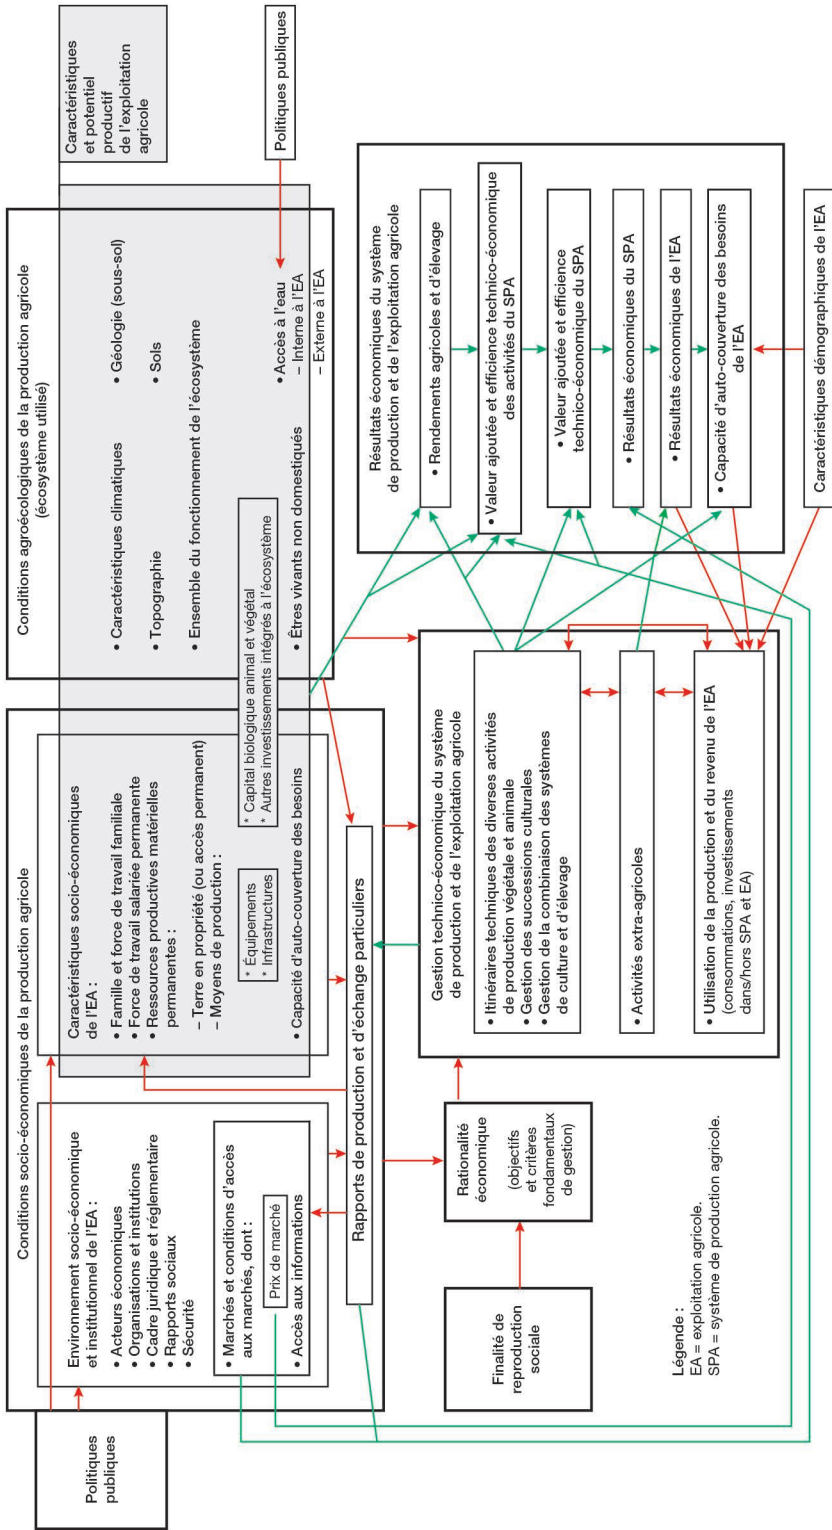 Politiques
publiques
Conditions socio-économiques de la production agricole
Environnement socio-économique
et institutionnel de l'EA :
• Acteurs économiques
• Organisations et institutions
• Cadre juridique et réglementaire
• Rapports sociaux
• Sécurité
• Marchés et conditions d'accès
aux marchés, dont :
Prix de marché
• Accès aux informations
Caractéristiques socio-économiques
de l'EA :
• Famille et force de travail familiale
• Force de travail salariée permanente
• Ressources productives matérielles
permanentes :
– Terre en propriété (ou accès permanent)
– Moyens de production :
* Équipements
* Infrastructures
* Capital biologique animal et végétal
* Autres investissements intégrés à l'écosystème
• Capacité d'auto-couverture des besoins
Rapports de production et d'échange particuliers
Conditions agroécologiques de la production agricole
(écosystème utilisé)
• Caractéristiques climatiques
• Géologie (sous-sol)
• Topographie
• Sols
• Ensemble du fonctionnement de l'écosystème
• Êtres vivants non domestiqués
• Accès à l'eau
– Interne à l'EA
– Externe à l'EA
Caractéristiques
et potentiel
productif
de l'exploitation
agricole
Politiques publiques
Finalité de
reproduction
sociale
Rationalité
économique
(objectifs
et critères
fondamentaux
de gestion)
Gestion technico-économique du système
de production et de l'exploitation agricole
• Itinéraires techniques des diverses activités
de production végétale et animale
• Gestion des successions culturales
• Gestion de la combinaison des systèmes
de culture et d'élevage
• Activités extra-agricoles
• Utilisation de la production et du revenu de l'EA
(consommations, investissements
dans/hors SPA et EA)
Résultats économiques du système
de production et de l'exploitation agricole
• Rendements agricoles et d'élevage
• Valeur ajoutée et efficience technico-économique
des activités du SPA
• Valeur ajoutée et efficience
technico-économique du SPA
• Résultats économiques du SPA
• Résultats économiques de l'EA
• Capacité d'auto-couverture des besoins
de l'EA
Caractéristiques démographiques de l'EA
Légende :
EA = exploitation agricole.
SPA = système de production agricole.